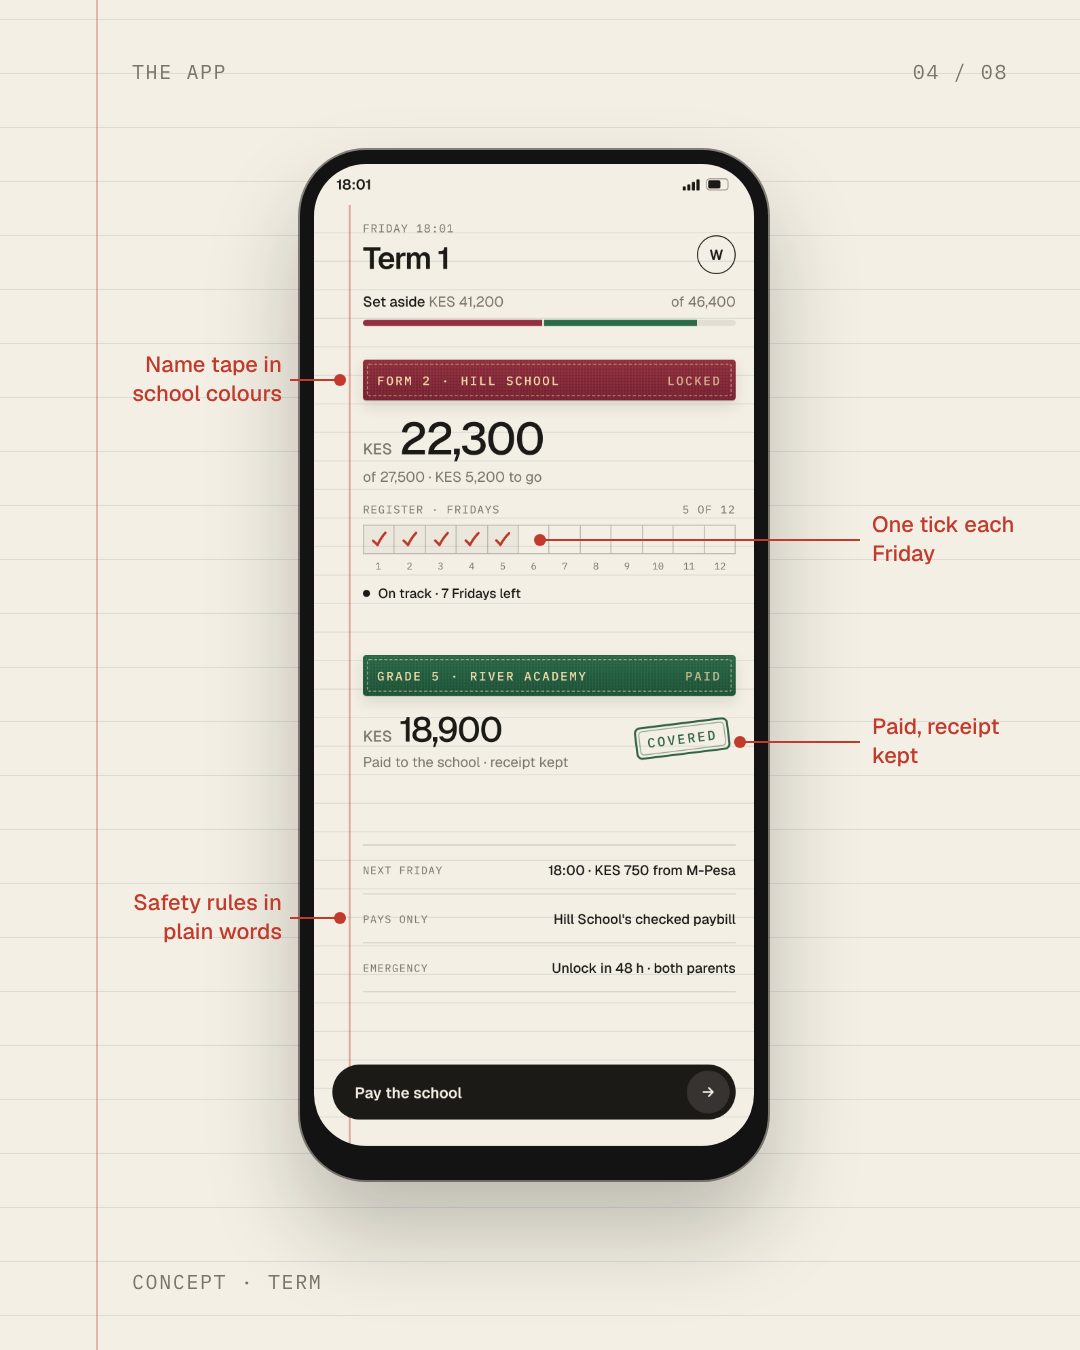 THE APP
04 / 08
18:01
FRIDAY 18:01
Term 1
W
Set aside KES 41,200
of 46,400
Name tape in
school colours
FORM 2 · HILL SCHOOL
LOCKED
KES 22,300
of 27,500 · KES 5,200 to go
REGISTER · FRIDAYS
5 OF 12
1 2 3 4 5 6 7 8 9 10 11 12
One tick each
Friday
On track · 7 Fridays left
GRADE 5 · RIVER ACADEMY
PAID
KES 18,900
COVERED
Paid to the school · receipt kept
Paid, receipt
kept
NEXT FRIDAY
18:00 · KES 750 from M-Pesa
Safety rules in
plain words
PAYS ONLY
Hill School's checked paybill
EMERGENCY
Unlock in 48 h · both parents
Pay the school
CONCEPT · TERM